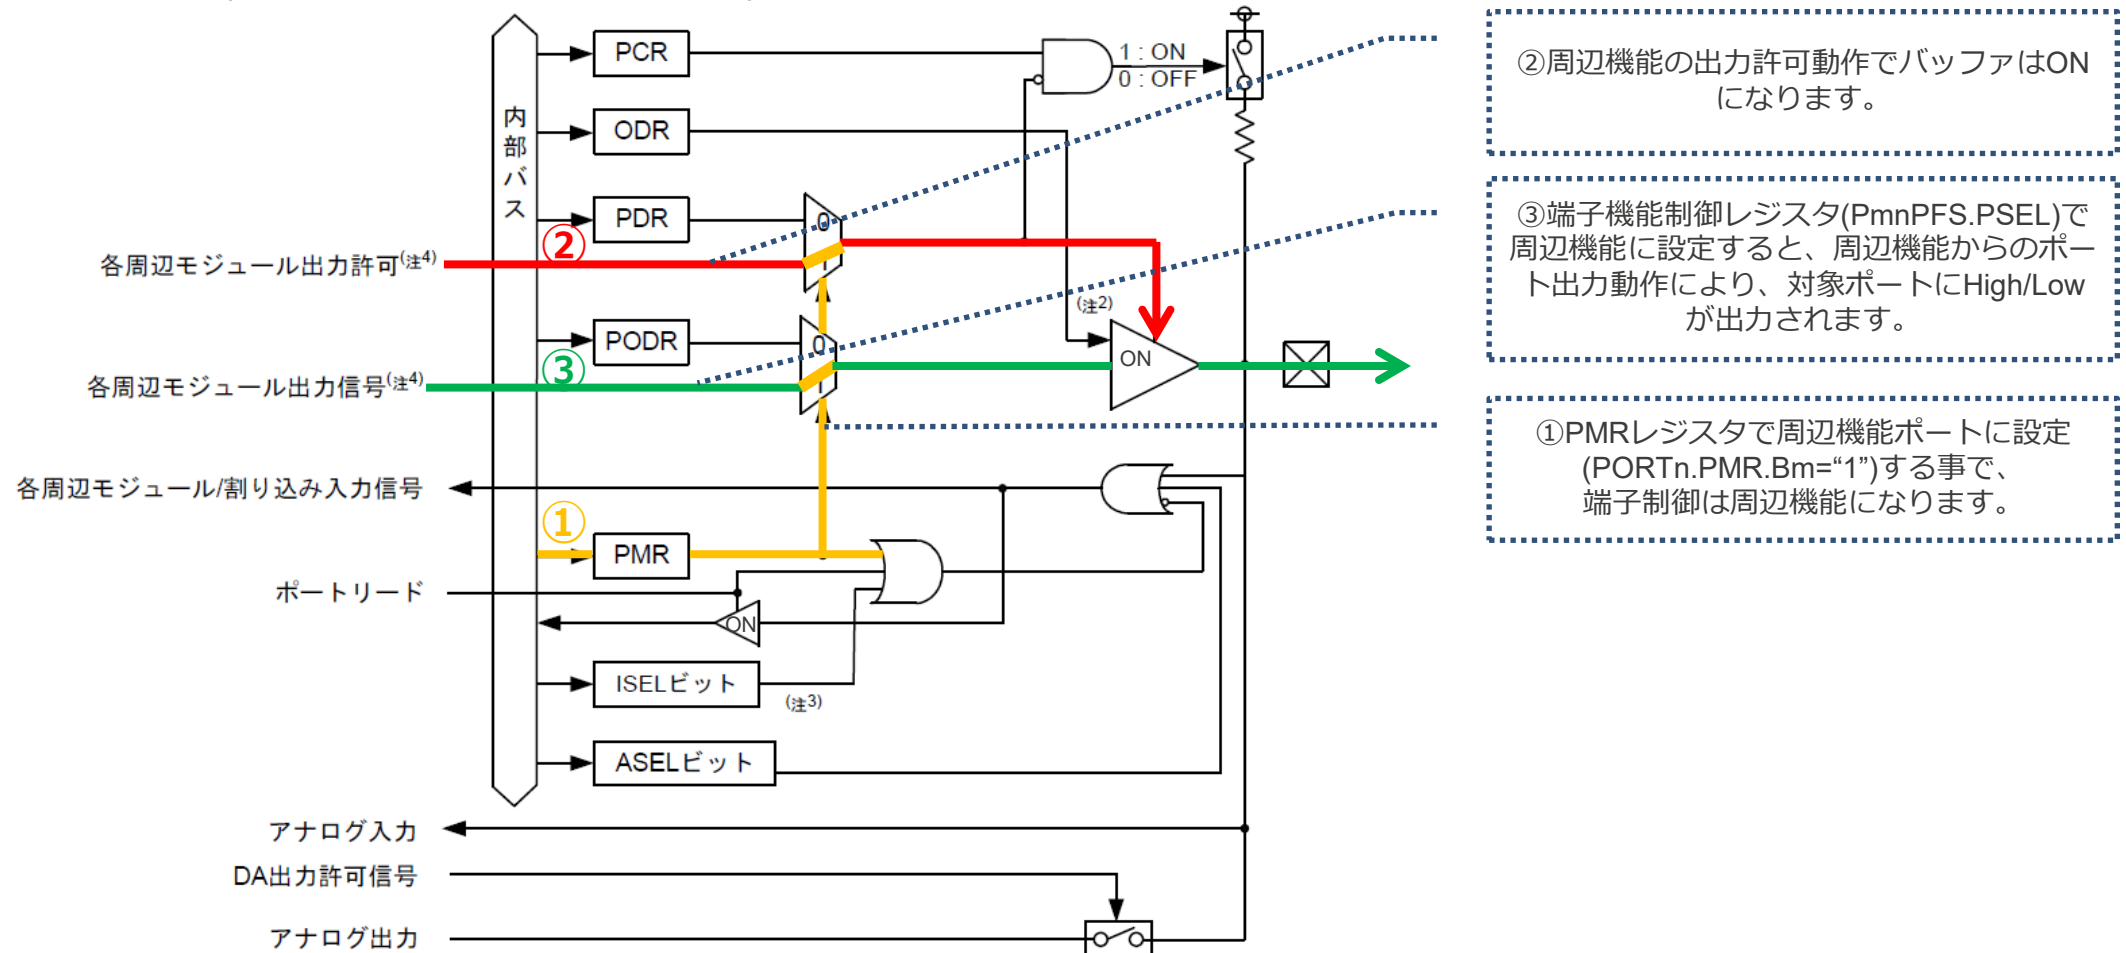 PCR
1 : ON
0 : OFF
内部バス
ODR
PDR
0
②
1
各周辺モジュール出力許可(注4)
(注2)
PODR
0
ON
③
1
各周辺モジュール出力信号(注4)
各周辺モジュール/割り込み入力信号
①
PMR
ポートリード
ON
ISELビット
(注3)
ASELビット
アナログ入力
DA出力許可信号
アナログ出力
②周辺機能の出力許可動作でバッファはON
になります。
③端子機能制御レジスタ(PmnPFS.PSEL)で
周辺機能に設定すると、周辺機能からのポー
ト出力動作により、対象ポートにHigh/Low
が出力されます。
①PMRレジスタで周辺機能ポートに設定
(PORTn.PMR.Bm=“1”)する事で、
端子制御は周辺機能になります。